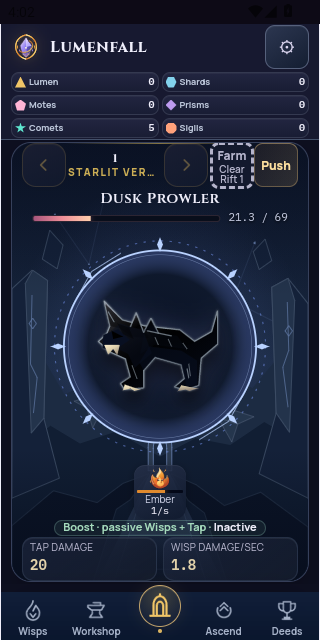 1:02
LUMENFALL
Lumen 0
Shards 0
Motes 0
Prisms 0
Comets 5
Sigils 0
1
STARLIT VER…
Farm
Clear
Rift 1
Push
DUSK PROWLER
21.3 / 69
Ember
1/s
Boost · passive Wisps + Tap · Inactive
TAP DAMAGE
20
WISP DAMAGE/SEC
1.8
Wisps
Workshop
Ascend
Deeds